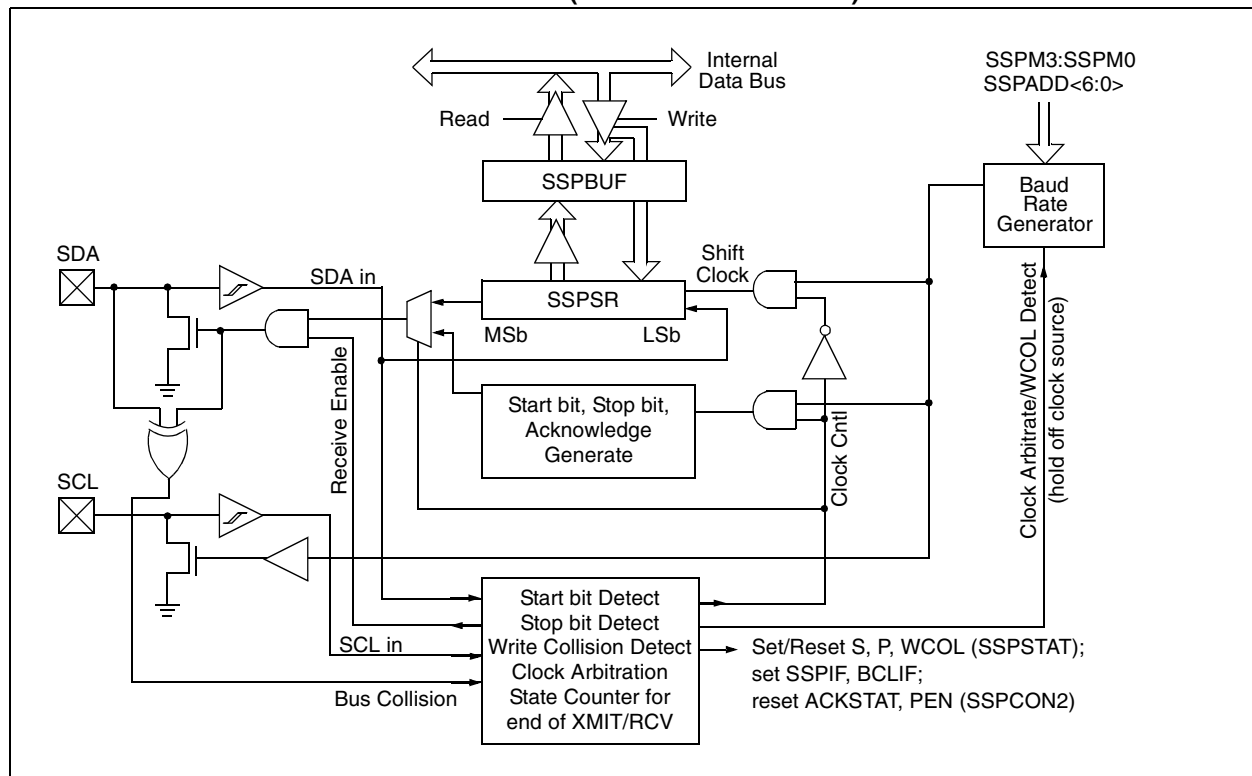 Internal
Data Bus
SSPM3:SSPM0
SSPADD<6:0>
Read
Write
SSPBUF
Baud
Rate
Generator
SDA
SDA in
Shift
Clock
SSPSR
MSb
LSb
Receive Enable
Start bit, Stop bit,
Acknowledge
Generate
Clock Cntl
Clock Arbitrate/WCOL Detect
(hold off clock source)
SCL
SCL in
Bus Collision
Start bit Detect
Stop bit Detect
Write Collision Detect
Clock Arbitration
State Counter for
end of XMIT/RCV
Set/Reset S, P, WCOL (SSPSTAT);
set SSPIF, BCLIF;
reset ACKSTAT, PEN (SSPCON2)